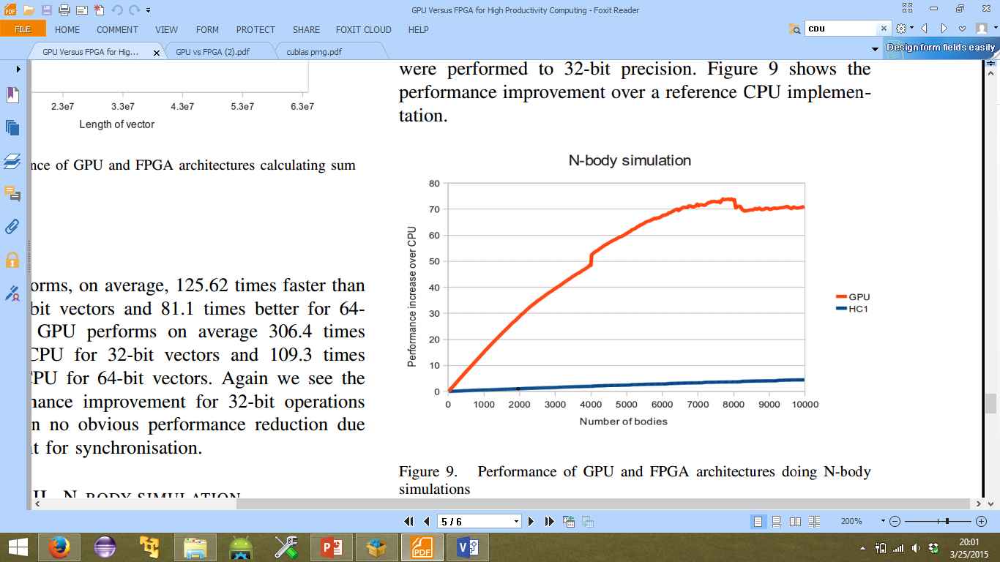 GPU Versus FPGA for High Productivity Computing - Foxit Reader
FILE HOME COMMENT VIEW FORM PROTECT SHARE FOXIT CLOUD HELP
CDU
GPU Versus FPGA for Hig... x GPU vs FPGA (2).pdf cublas prng.pdf
Design form fields easily
2.3e7 3.3e7 4.3e7 5.3e7 6.3e7
Length of vector
nce of GPU and FPGA architectures calculating sum
orms, on average, 125.62 times faster than
bit vectors and 81.1 times better for 64-
GPU performs on average 306.4 times
CPU for 32-bit vectors and 109.3 times
PU for 64-bit vectors. Again we see the
mance improvement for 32-bit operations
n no obvious performance reduction due
t for synchronisation.
II. N-BODY SIMULATION
were performed to 32-bit precision. Figure 9 shows the
performance improvement over a reference CPU implemen-
tation.
N-body simulation
Performance increase over CPU
80
70
60
50
40
30
20
10
0
0 1000 2000 3000 4000 5000 6000 7000 8000 9000 10000
Number of bodies
GPU
HC1
Figure 9. Performance of GPU and FPGA architectures doing N-body
simulations
5 / 6
200%
20:01
3/25/2015